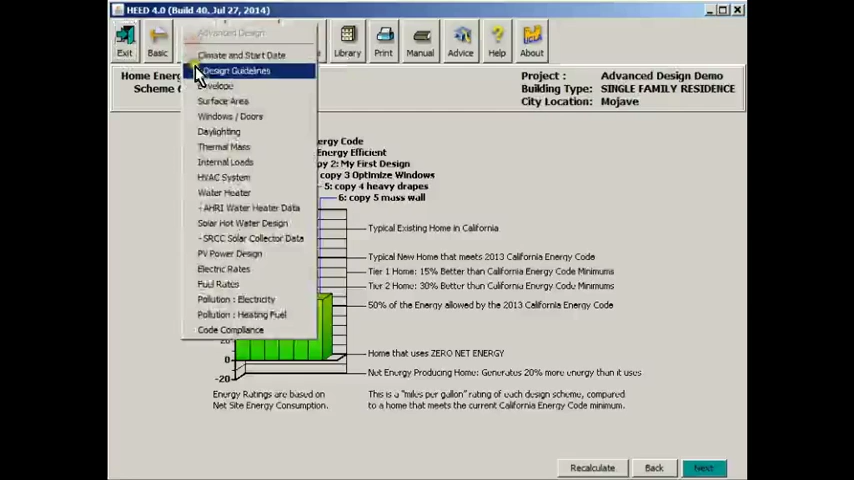 HEED 4.0 (Build 40, Jul 27, 2014)
Exit
Basic
Library
Print
Manual
Advice
Help
About
Advanced Design
Climate and Start Date
Design Guidelines
Envelope
Surface Area
Windows / Doors
Daylighting
Thermal Mass
Internal Loads
HVAC System
Water Heater
- AHRI Water Heater Data
Solar Hot Water Design
- SRCC Solar Collector Data
PV Power Design
Electric Rates
Fuel Rates
Pollution : Electricity
Pollution : Heating Fuel
Code Compliance
Home Ener
Scheme
Project : Advanced Design Demo
Building Type: SINGLE FAMILY RESIDENCE
City Location: Mojave
ergy Code
Energy Efficient
copy 2: My First Design
copy 3 Optimize Windows
5: copy 4 heavy drapes
6: copy 5 mass wall
Typical Existing Home in California
Typical New Home that meets 2013 California Energy Code
Tier 1 Home: 15% Better than California Energy Code Minimums
Tier 2 Home: 30% Better than California Energy Code Minimums
50% of the Energy allowed by the 2013 California Energy Code
20
0
-20
Home that uses ZERO NET ENERGY
Net Energy Producing Home: Generates 20% more energy than it uses
Energy Ratings are based on
Net Site Energy Consumption.
This is a "miles per gallon" rating of each design scheme, compared
to a home that meets the current California Energy Code minimum.
Recalculate
Back
Next